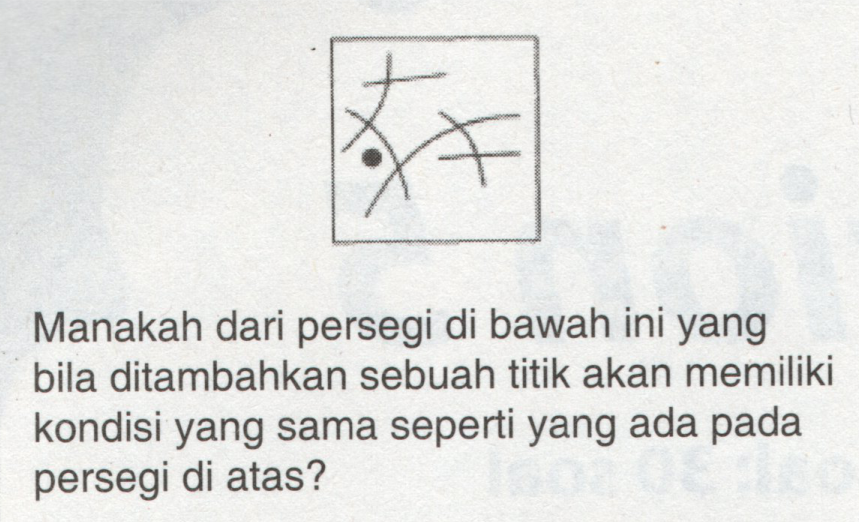 Manakah dari persegi di bawah ini yang
bila ditambahkan sebuah titik akan memiliki
kondisi yang sama seperti yang ada pada
persegi di atas?